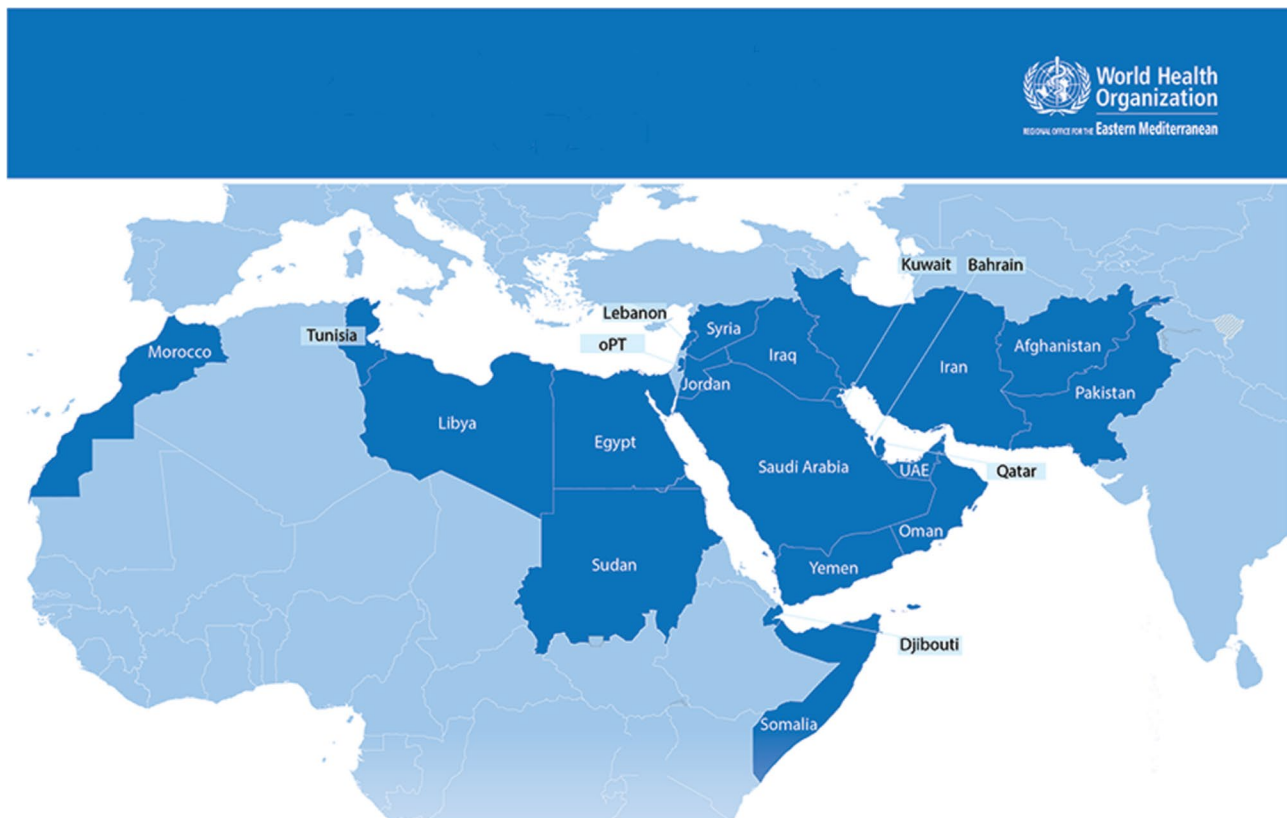 World Health
Organization
REGIONAL OFFICE FOR THE Eastern Mediterranean
Kuwait
Bahrain
Lebanon
Syria
Tunisia
oPT
Morocco
Iraq
Iran
Afghanistan
Jordan
Pakistan
Libya
Egypt
Saudi Arabia
UAE
Qatar
Oman
Sudan
Yemen
Djibouti
Somalia